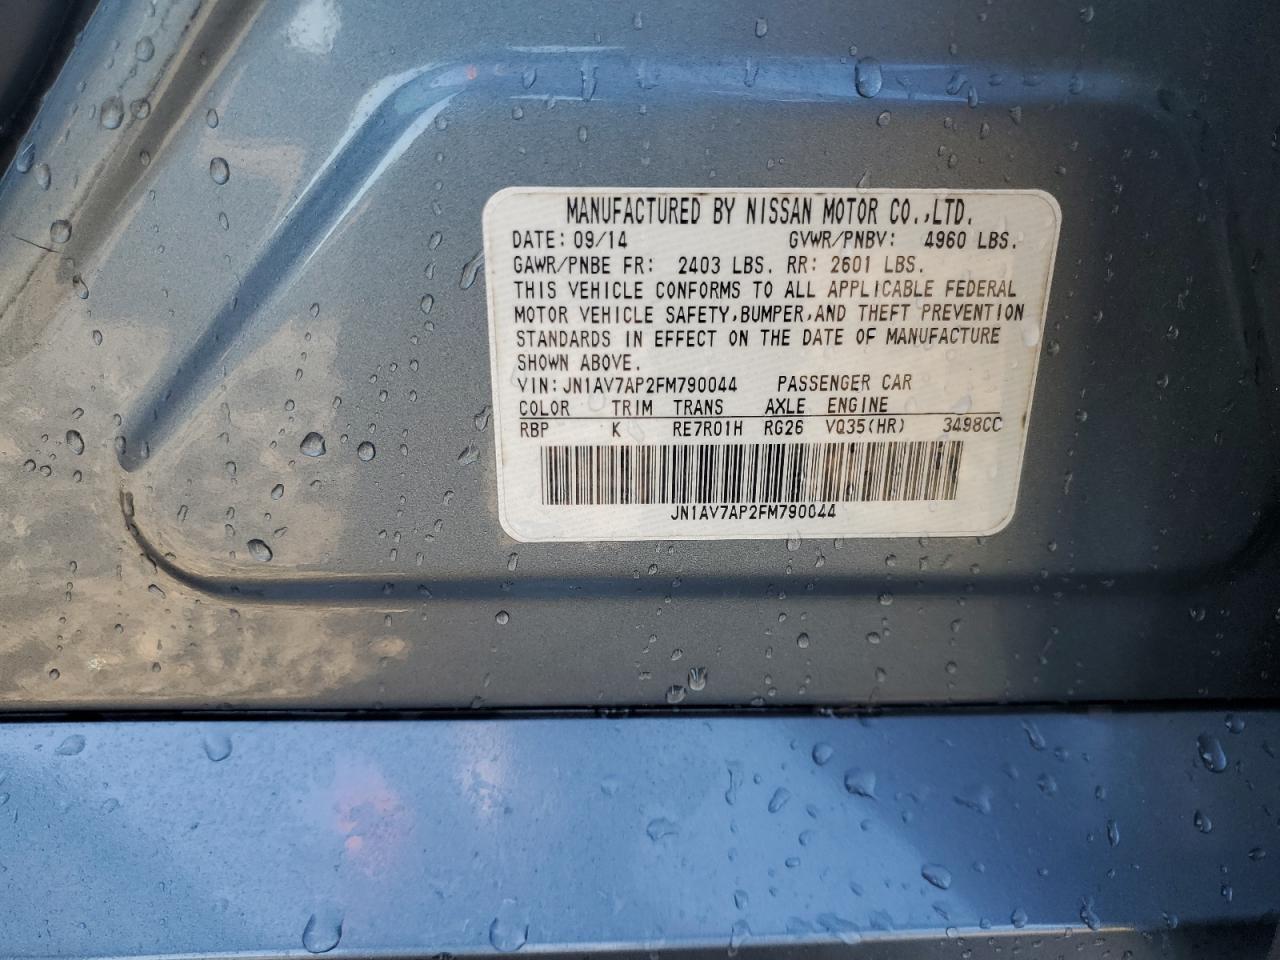 MANUFACTURED BY NISSAN MOTOR CO.,LTD.
DATE: 09/14 GVWR/PNBV: 4960 LBS.
GAWR/PNBE FR: 2403 LBS. RR: 2601 LBS.
THIS VEHICLE CONFORMS TO ALL APPLICABLE FEDERAL
MOTOR VEHICLE SAFETY,BUMPER,AND THEFT PREVENTION
STANDARDS IN EFFECT ON THE DATE OF MANUFACTURE
SHOWN ABOVE.
VIN: JN1AV7AP2FM790044 PASSENGER CAR
COLOR TRIM TRANS AXLE ENGINE
RBP K RE7R01H RG26 VQ35(HR) 3498CC
JN1AV7AP2FM790044